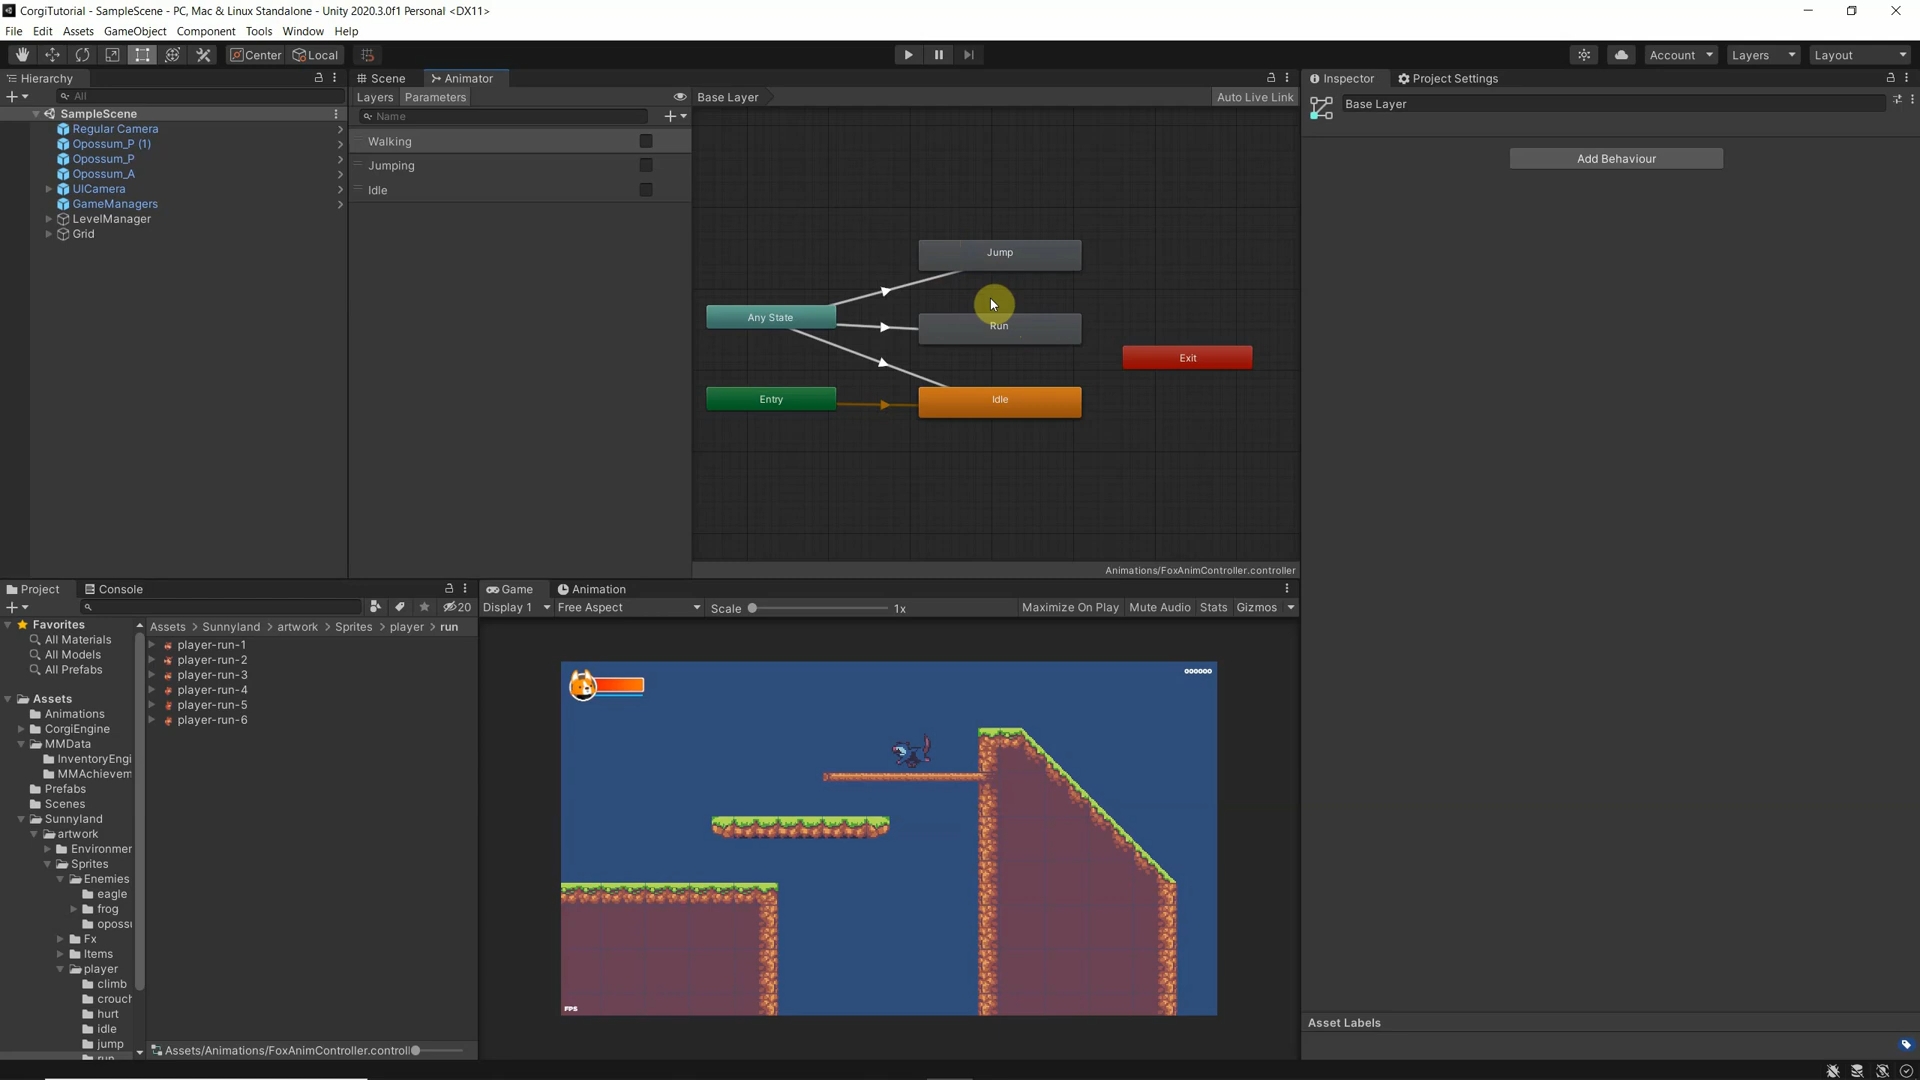 CorgiTutorial - SampleScene - PC, Mac & Linux Standalone - Unity 2020.3.0f1 Personal <DX11>
File Edit Assets GameObject Component Tools Window Help
Center Local Account Layers Layout
Hierarchy
All
SampleScene
Regular Camera
Opossum_P (1)
Opossum_P
Opossum_A
UICamera
GameManagers
LevelManager
Grid
Scene Animator
Layers Parameters Base Layer Auto Live Link
Name
Walking
Jumping
Idle
Jump
Any State
Run
Exit
Entry
Idle
Animations/FoxAnimController.controller
Inspector Project Settings
Base Layer
Add Behaviour
Asset Labels
Project Console
20
Favorites
All Materials
All Models
All Prefabs
Assets
Animations
CorgiEngine
MMData
InventoryEngi
MMAchievem
Prefabs
Scenes
Sunnyland
artwork
Environmer
Sprites
Enemies
eagle
frog
opossu
Fx
Items
player
climb
crouch
hurt
idle
jump
run
Assets > Sunnyland > artwork > Sprites > player > run
player-run-1
player-run-2
player-run-3
player-run-4
player-run-5
player-run-6
Assets/Animations/FoxAnimController.controll
Game Animation
Display 1 Free Aspect Scale 1x Maximize On Play Mute Audio Stats Gizmos
000000
FPS